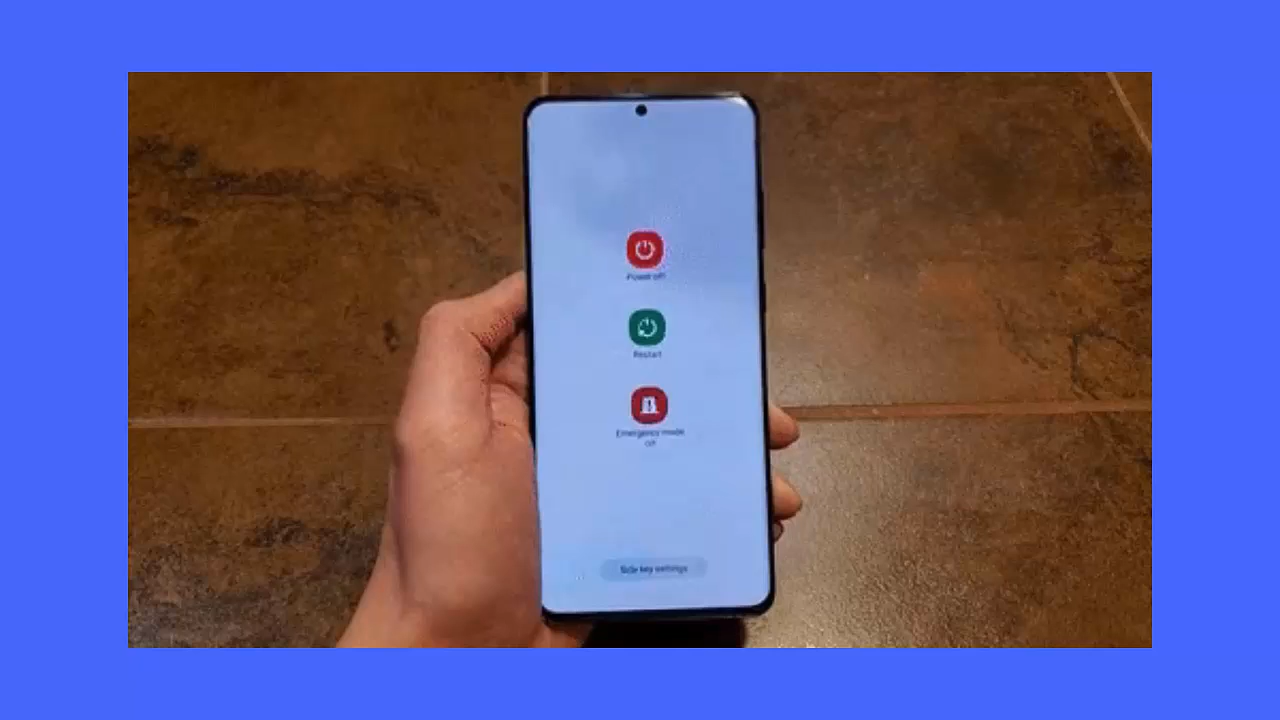 Power off
Restart
Emergency mode
off
Side key settings